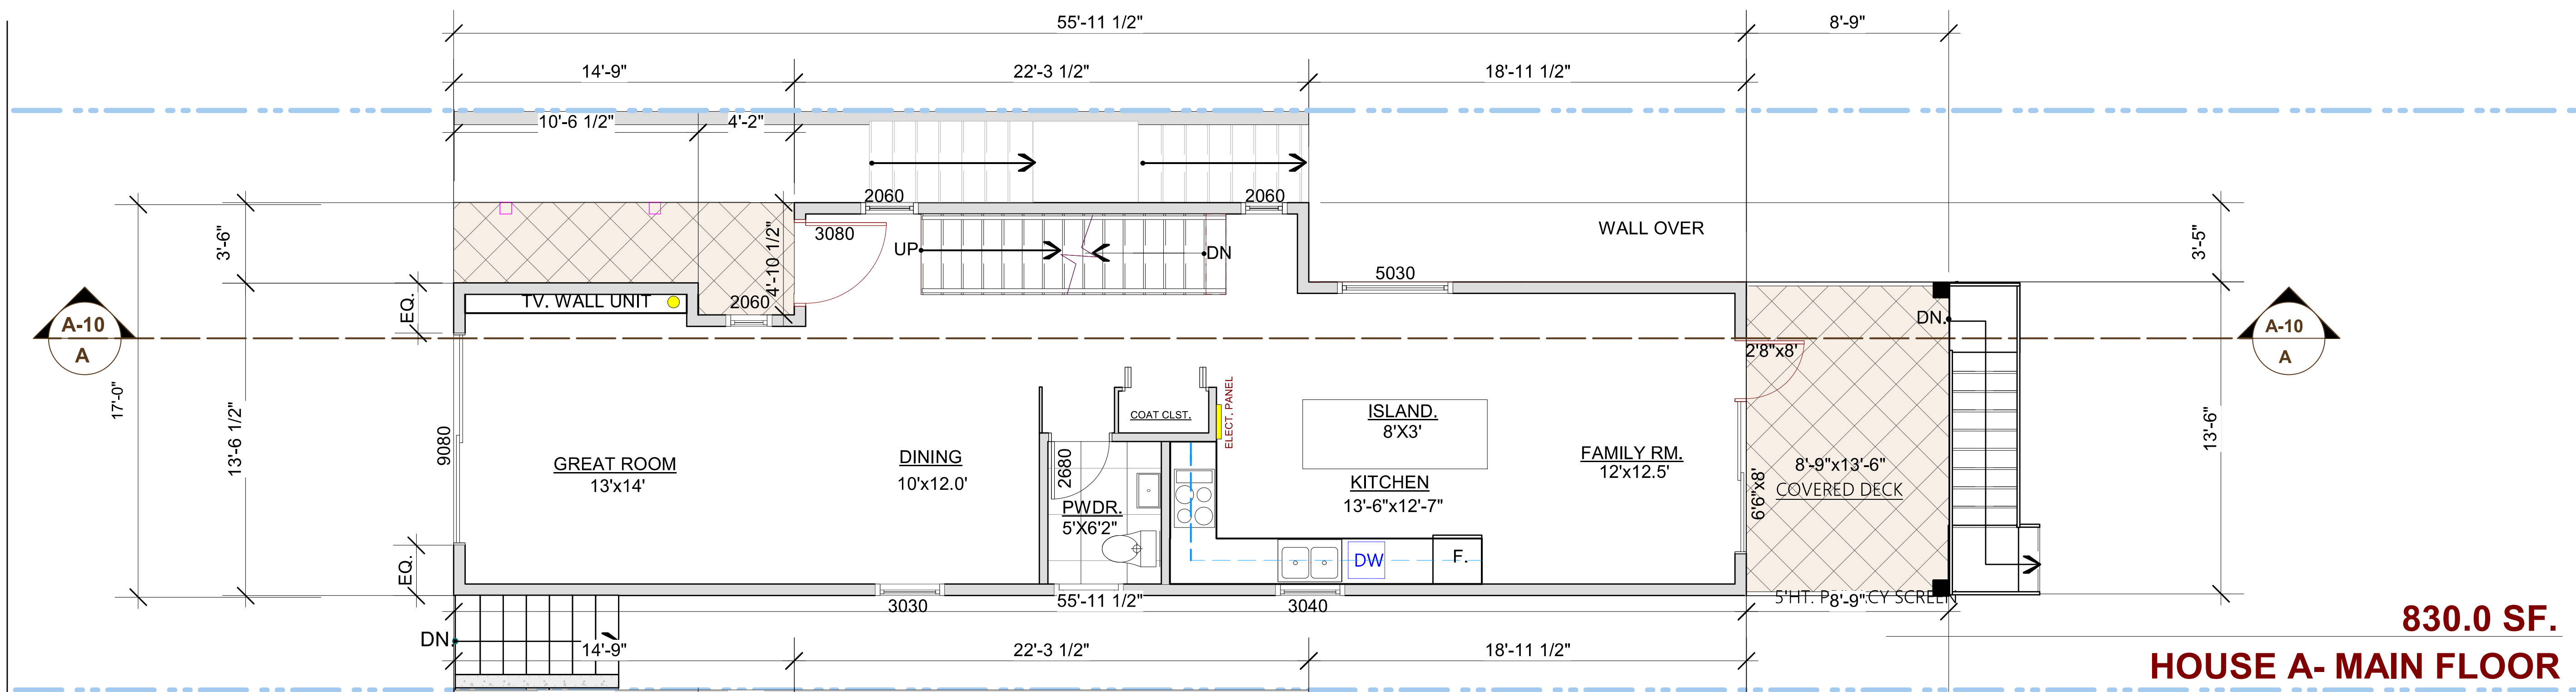 55'-11 1/2"
8'-9"
14'-9"
22'-3 1/2"
18'-11 1/2"
10'-6 1/2"
4'-2"
2060
2060
3'-6"
3080
4'-10 1/2"
UP
DN
WALL OVER
3'-5"
5030
TV. WALL UNIT
2060
EQ.
A-10
A
DN.
A-10
A
2'8"x8'
17'-0"
13'-6 1/2"
9080
GREAT ROOM
13'x14'
DINING
10'x12.0'
COAT CLST.
ELECT. PANEL
2680
PWDR.
5'X6'2"
ISLAND.
8'X3'
KITCHEN
13'-6"x12'-7"
FAMILY RM.
12'x12.5'
6'6"x8'
8'-9"x13'-6"
COVERED DECK
13'-6"
DW
F.
EQ.
3030
55'-11 1/2"
3040
5'HT.
CY SCREEN
8'-9"
DN.
14'-9"
22'-3 1/2"
18'-11 1/2"
830.0 SF.
HOUSE A- MAIN FLOOR